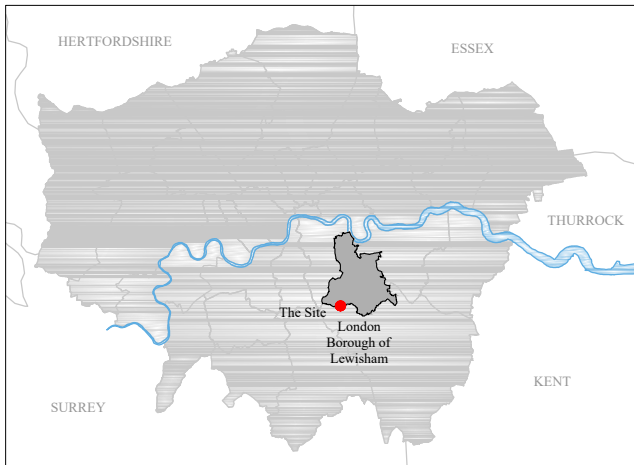 HERTFORDSHIRE
ESSEX
THURROCK
The Site
London
Borough of
Lewisham
KENT
SURREY